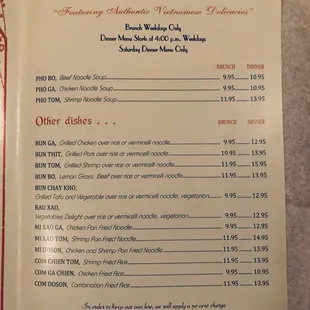 "Featuring Authentic Vietnamese Delicacies"
Brunch Weekdays Only
Dinner Menu Starts at 4:00 p.m. Weekdays
Saturday Dinner Menu Only
BRUNCH DINNER
PHO BO, Beef Noodle Soup 9.95 10.95
PHO GA, Chicken Noodle Soup 9.95 10.95
PHO TOM, Shrimp Noodle Soup 11.95 13.95
Other dishes . . . BRUNCH DINNER
BUN GA, Grilled Chicken over rice or vermicelli noodle 9.95 12.95
BUN THIT, Grilled Pork over rice or vermicelli noodle 10.95 13.95
BUN TOM, Grilled Shrimp over rice or vermicelli noodle 11.95 15.95
BUN BO, Lemon Grass Beef over rice or vermicelli noodle 11.95 13.95
BUN CHAY KHO,
Grilled Tofu and Vegetable over rice or vermicelli noodle, vegetarian 9.95 12.95
RAU XAO,
Vegetables Delight over rice or vermicelli noodle, vegetarian 9.95 12.95
MI XAO GA, Chicken Pan Fried Noodle 9.95 12.95
MI XAO TOM, Shrimp Pan Fried Noodle 11.95 14.95
MI DOSON, Chicken and Shrimp Pan Fried Noodle 11.95 13.95
COM CHIEN TOM, Shrimp Fried Rice 11.95 13.95
COM GA CHIEN, Chicken Fried Rice 9.95 10.95
COM DOSON, Combination Fried Rice 11.95 13.95
In order to keep our cost low, we will apply a 50 cent charge